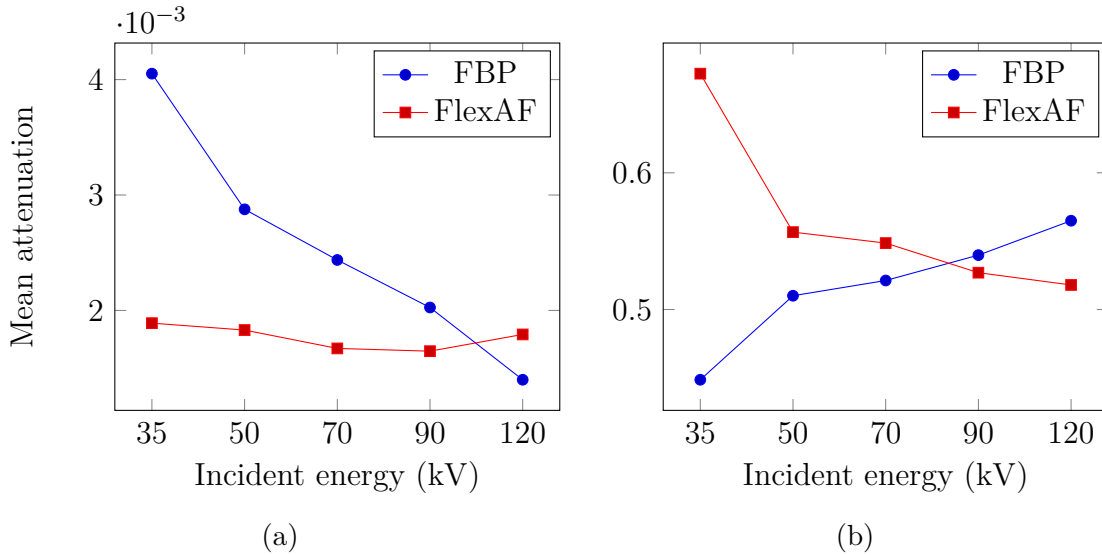 ·10−3
4
3
2
Mean attenuation
FBP
FlexAF
35 50 70 90 120
Incident energy (kV)
(a)
0.6
0.5
FBP
FlexAF
35 50 70 90 120
Incident energy (kV)
(b)